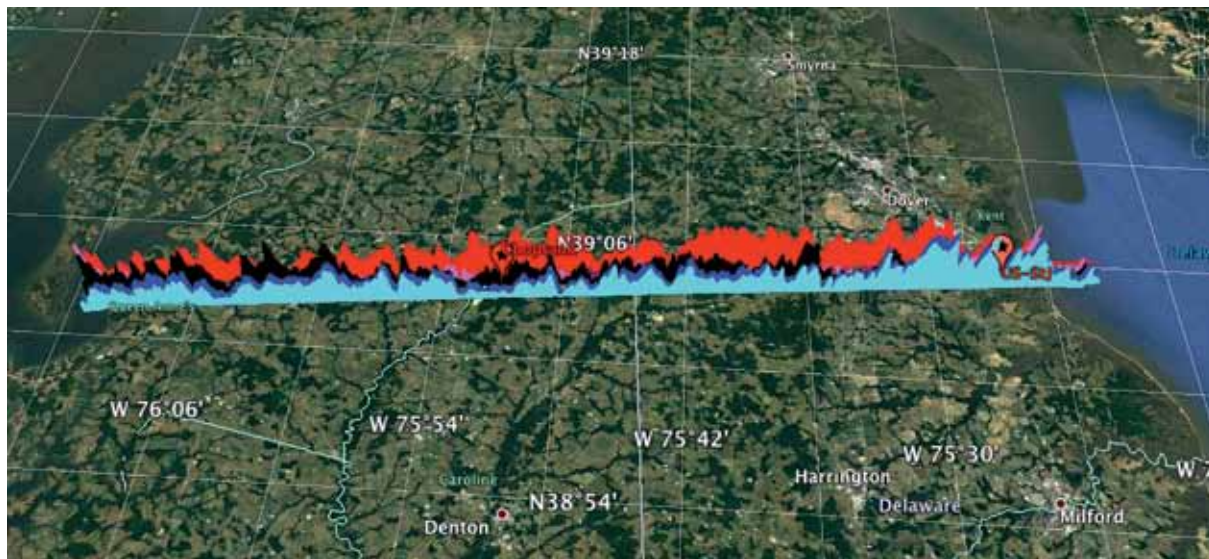 N39°18'
Smyrna
Dover
Kent
N39°06'
W 76°06'
W 75°54'
W 75°42'
W 75°30'
Caroline
Harrington
N38°54'
Delaware
Denton
Milford